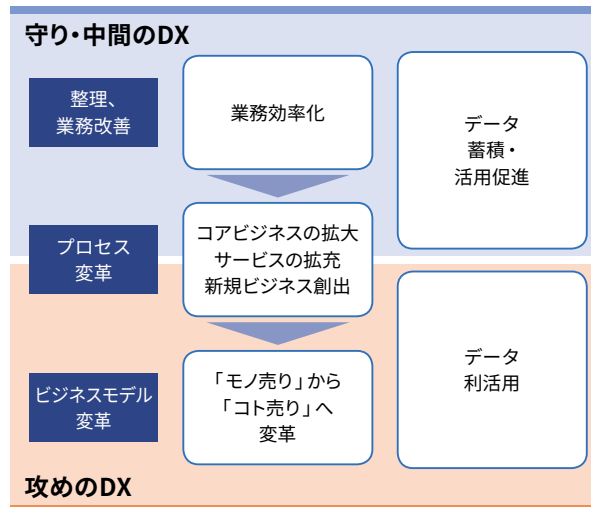 守り・中間のDX
整理、
業務改善
業務効率化
データ
蓄積・
活用促進
プロセス
変革
コアビジネスの拡大
サービスの拡充
新規ビジネス創出
データ
利活用
ビジネスモデル
変革
「モノ売り」から
「コト売り」へ
変革
攻めのDX